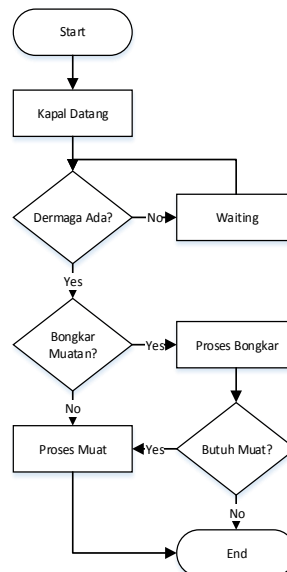 Start
Kapal Datang
Dermaga Ada?
No
Waiting
Yes
Bongkar
Muatan?
Yes
Proses Bongkar
No
Proses Muat
Yes
Butuh Muat?
No
End